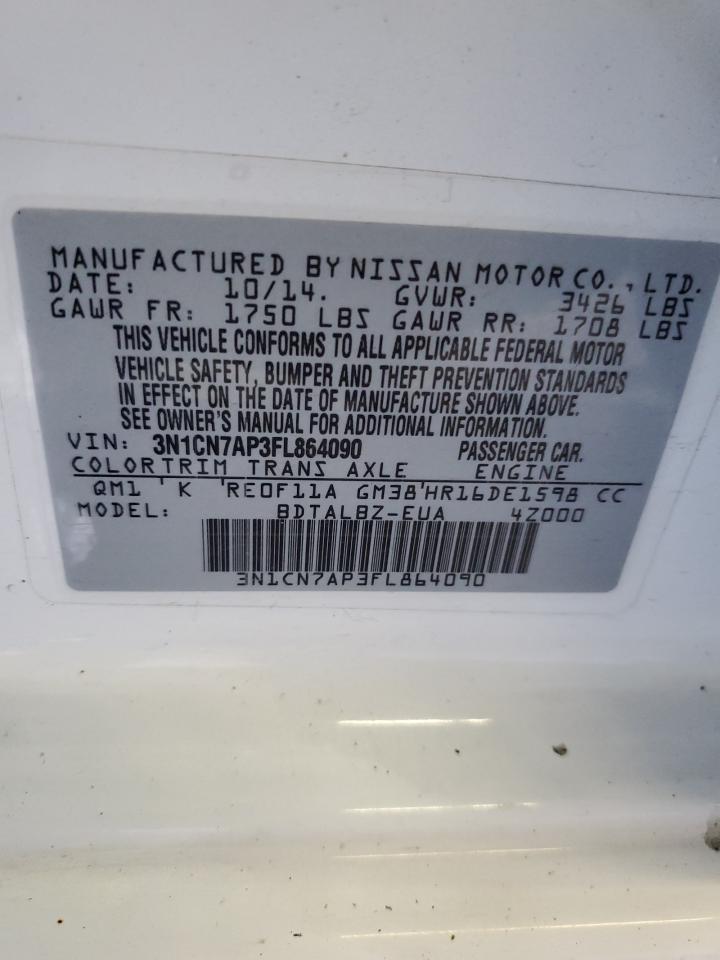 MANUFACTURED BY NISSAN MOTOR CO., LTD.
DATE: 10/14. GVWR: 3426 LBS
GAWR FR: 1750 LBS GAWR RR: 1708 LBS
THIS VEHICLE CONFORMS TO ALL APPLICABLE FEDERAL MOTOR
VEHICLE SAFETY, BUMPER AND THEFT PREVENTION STANDARDS
IN EFFECT ON THE DATE OF MANUFACTURE SHOWN ABOVE.
SEE OWNER'S MANUAL FOR ADDITIONAL INFORMATION.
VIN: 3N1CN7AP3FL864090 PASSENGER CAR.
COLOR TRIM TRANS AXLE ENGINE
QM1 ' K 'RE0F11A GM38'HR16DE1598 CC
MODEL: BDTALBZ-EUA 4Z000
3N1CN7AP3FL864090